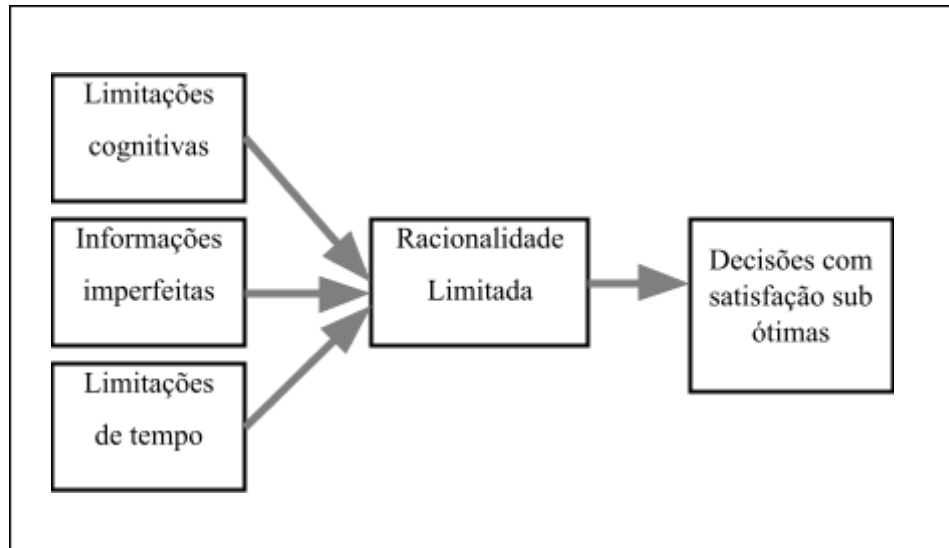 Limitações
cognitivas
Informações
imperfeitas
Limitações
de tempo
Racionalidade
Limitada
Decisões com
satisfação sub
ótimas